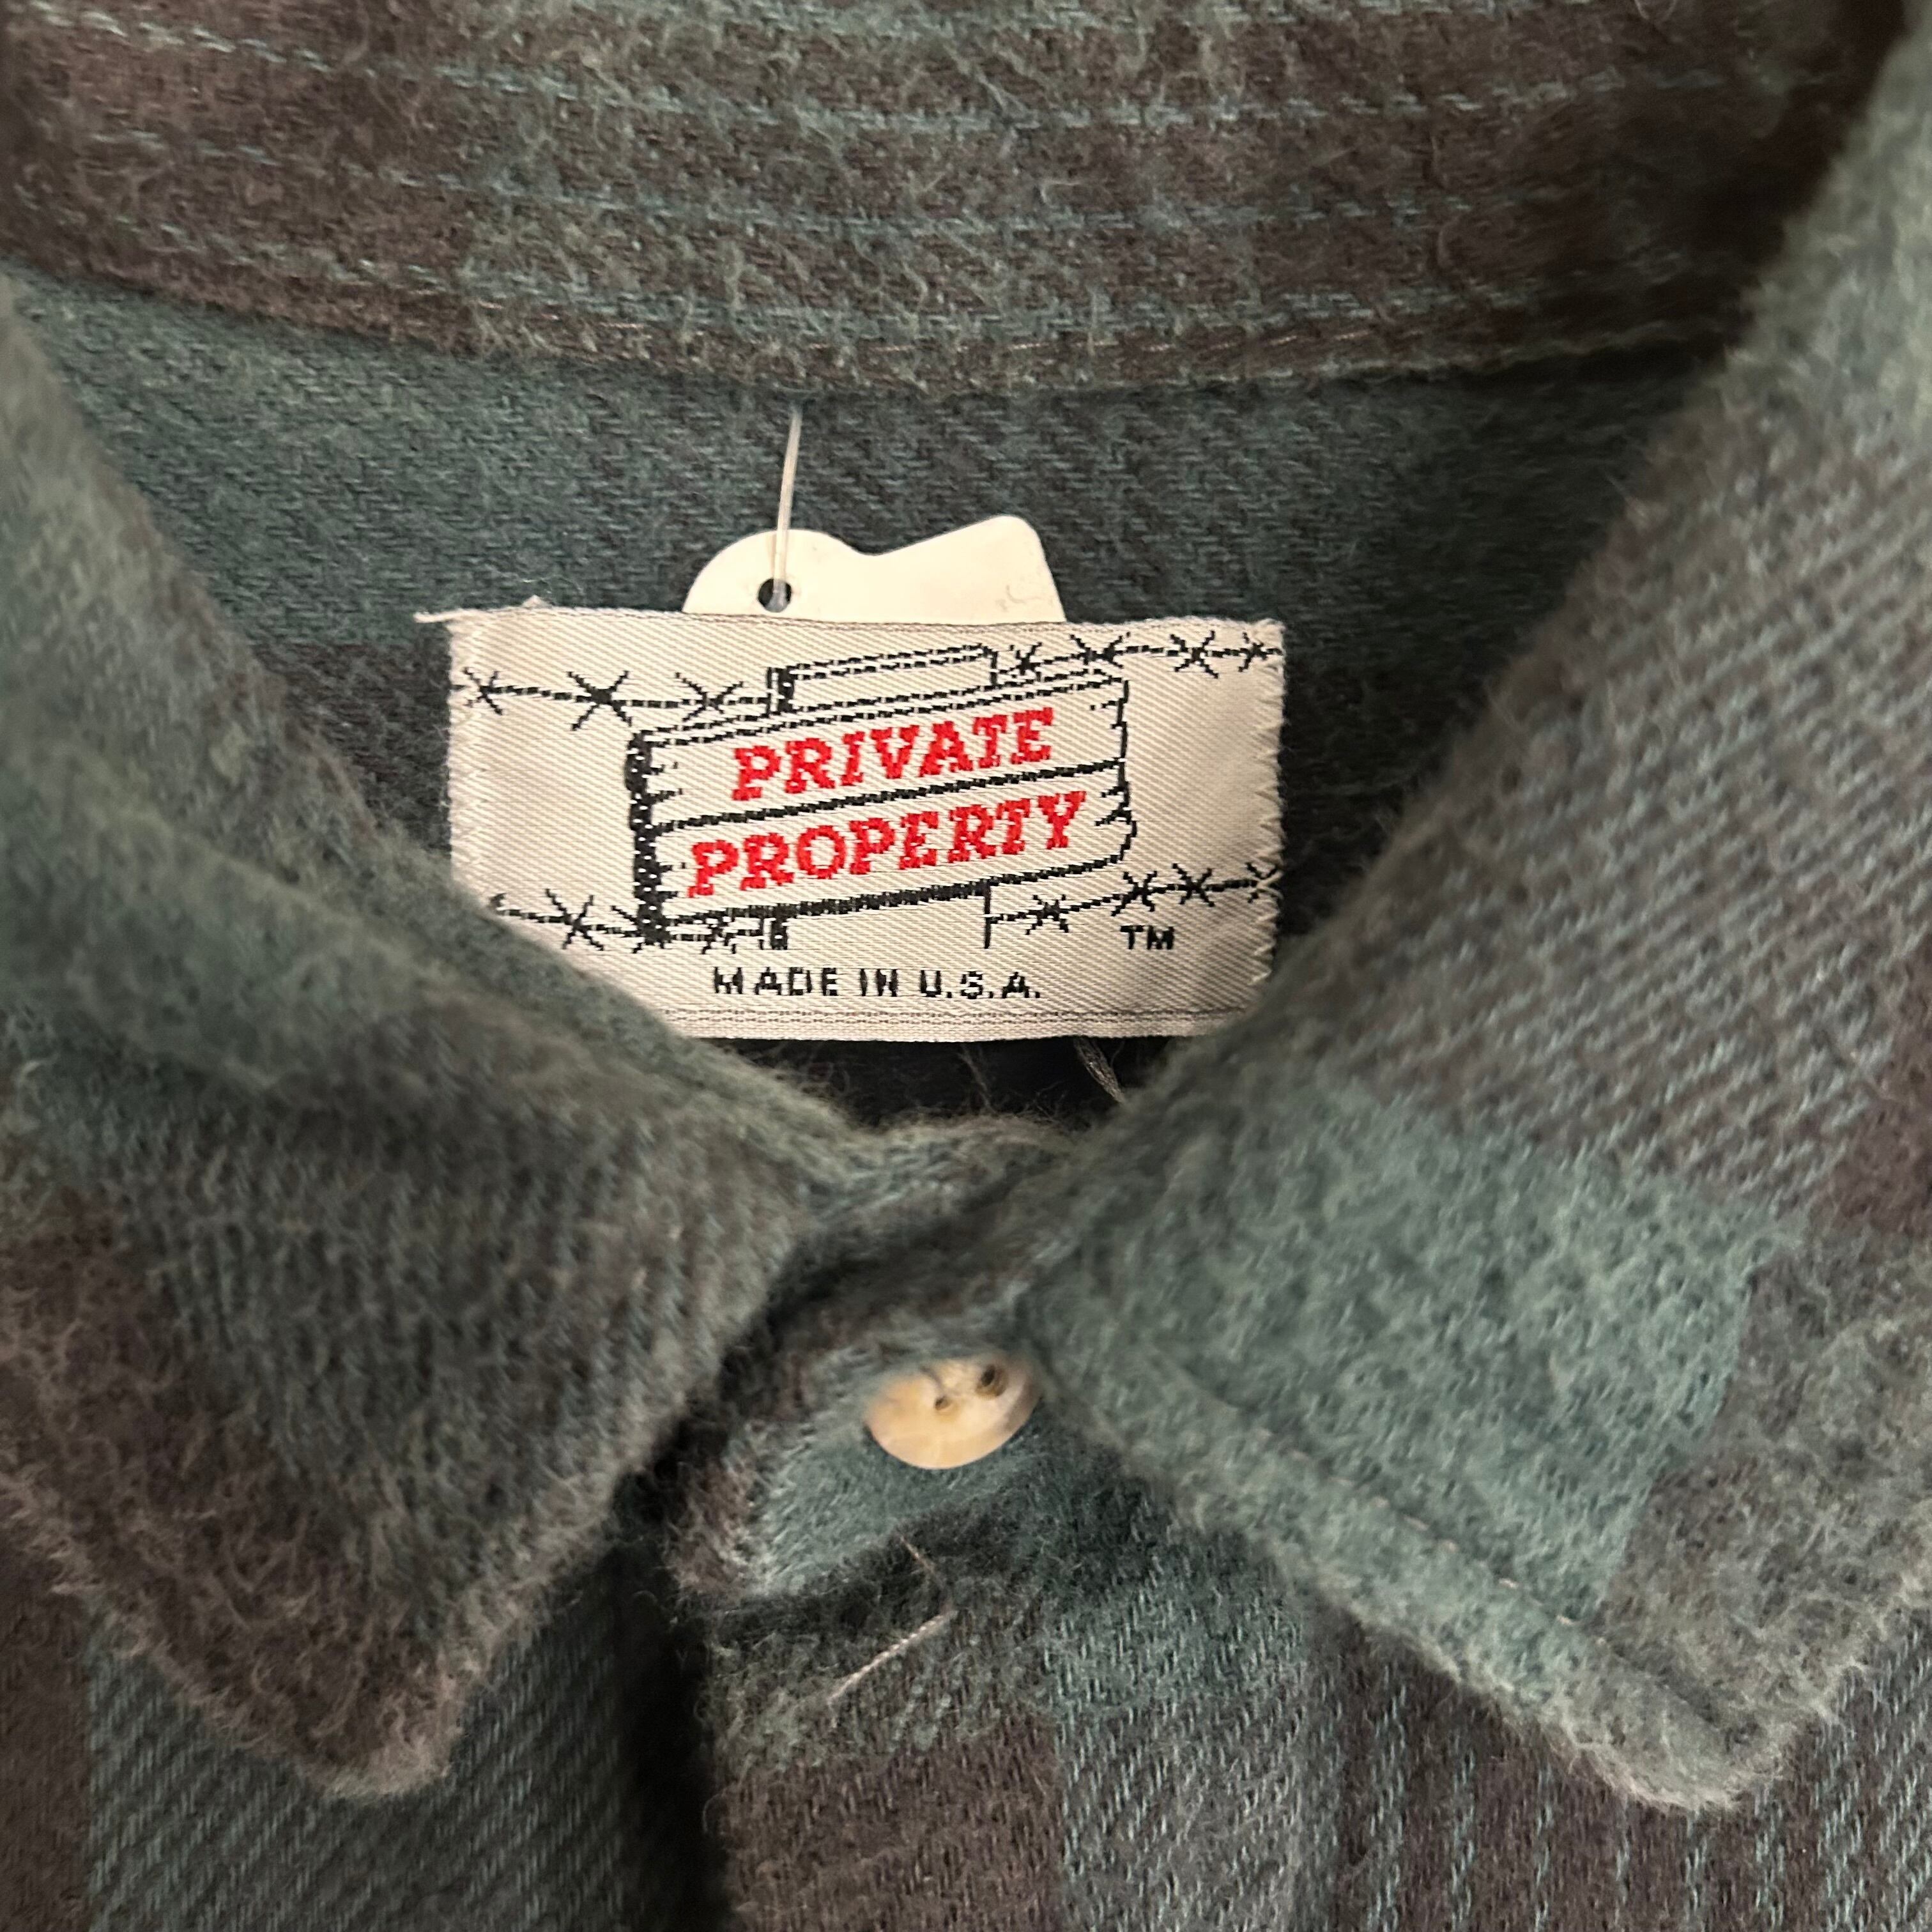 PRIVATE
PROPERTY
TM
MADE IN U.S.A.